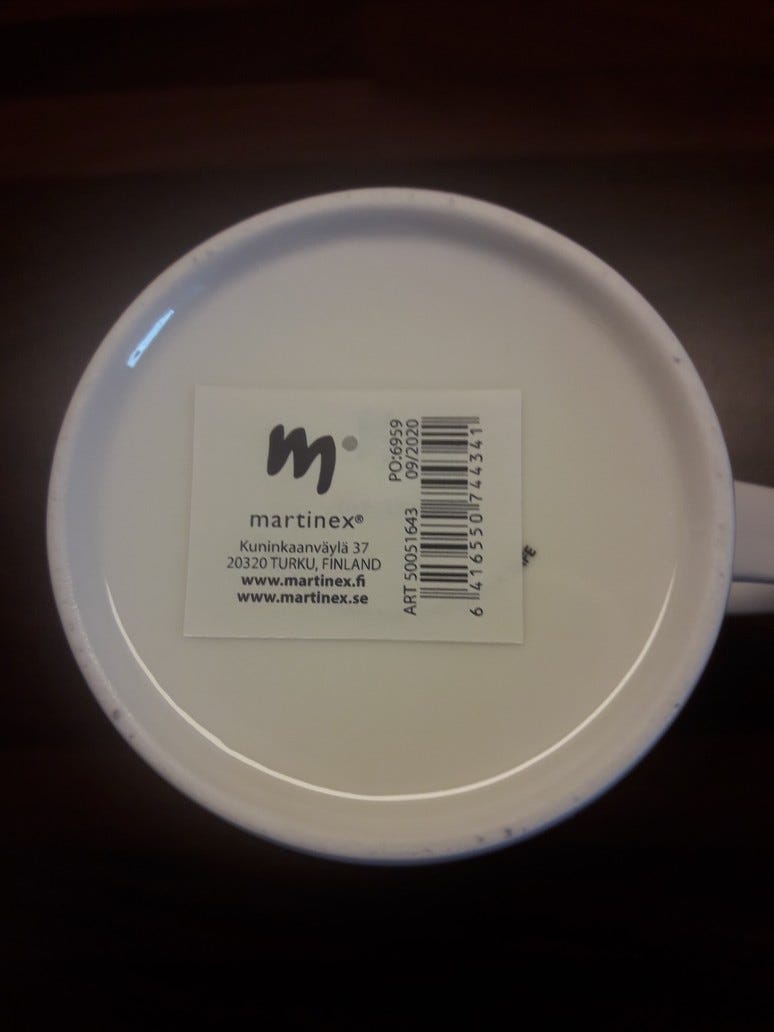 m
martinex®
Kuninkaanväylä 37
20320 TURKU, FINLAND
www.martinex.fi
www.martinex.se
PO:6959
09/2020
ART 50051643
6 416550 744341